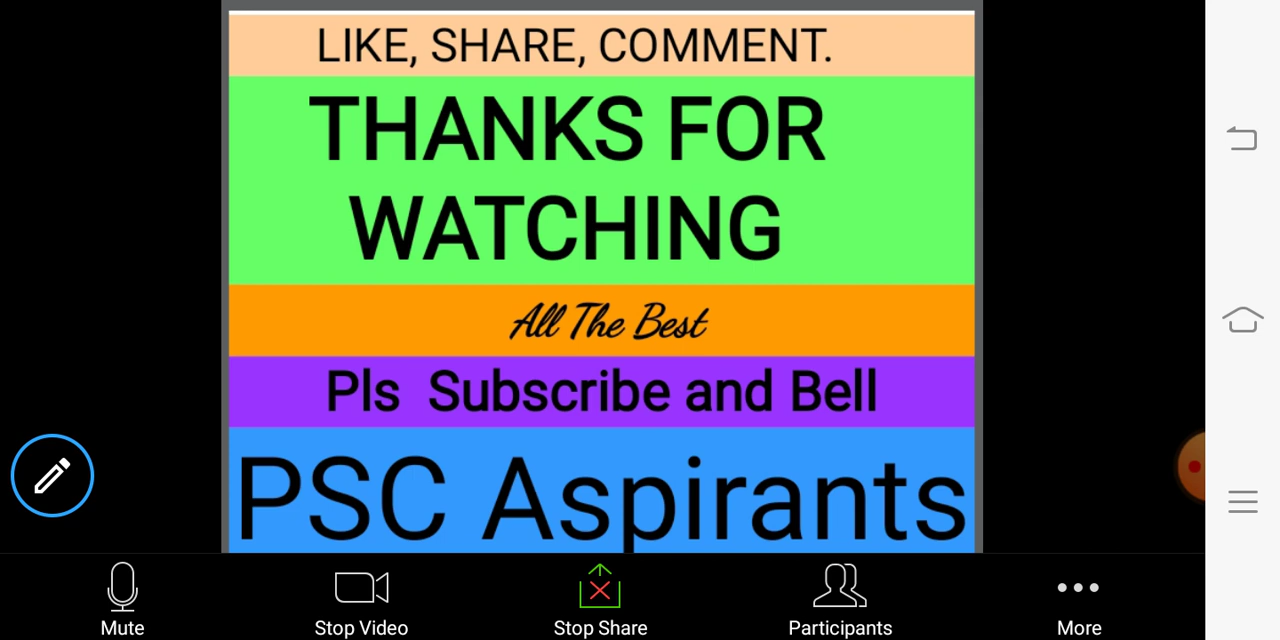 LIKE, SHARE, COMMENT.
THANKS FOR
WATCHING
All The Best
Pls  Subscribe and Bell
PSC Aspirants
Mute
Stop Video
Stop Share
Participants
More